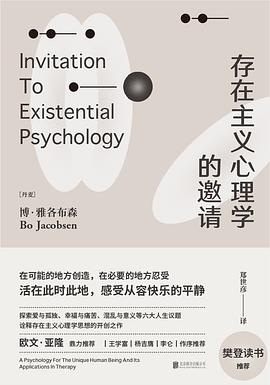 Invitation
To
Existential
Psychology
存在主义心理学
的邀请
[丹麦]
博·雅各布森
Bo Jacobsen
郑世彦 译
在可能的地方创造，在必要的地方忍受
活在此时此地，感受从容快乐的平静
探索爱与孤独、幸福与痛苦、混乱与意义等六大人生议题
诠释存在主义心理学思想的开创之作
欧文·亚隆 鼎力推荐 | 王学富 | 杨吉膺 | 李仑 | 作序推荐
A Psychology For The Unique Human Being And Its
Applications In Therapy
樊登读书
推荐